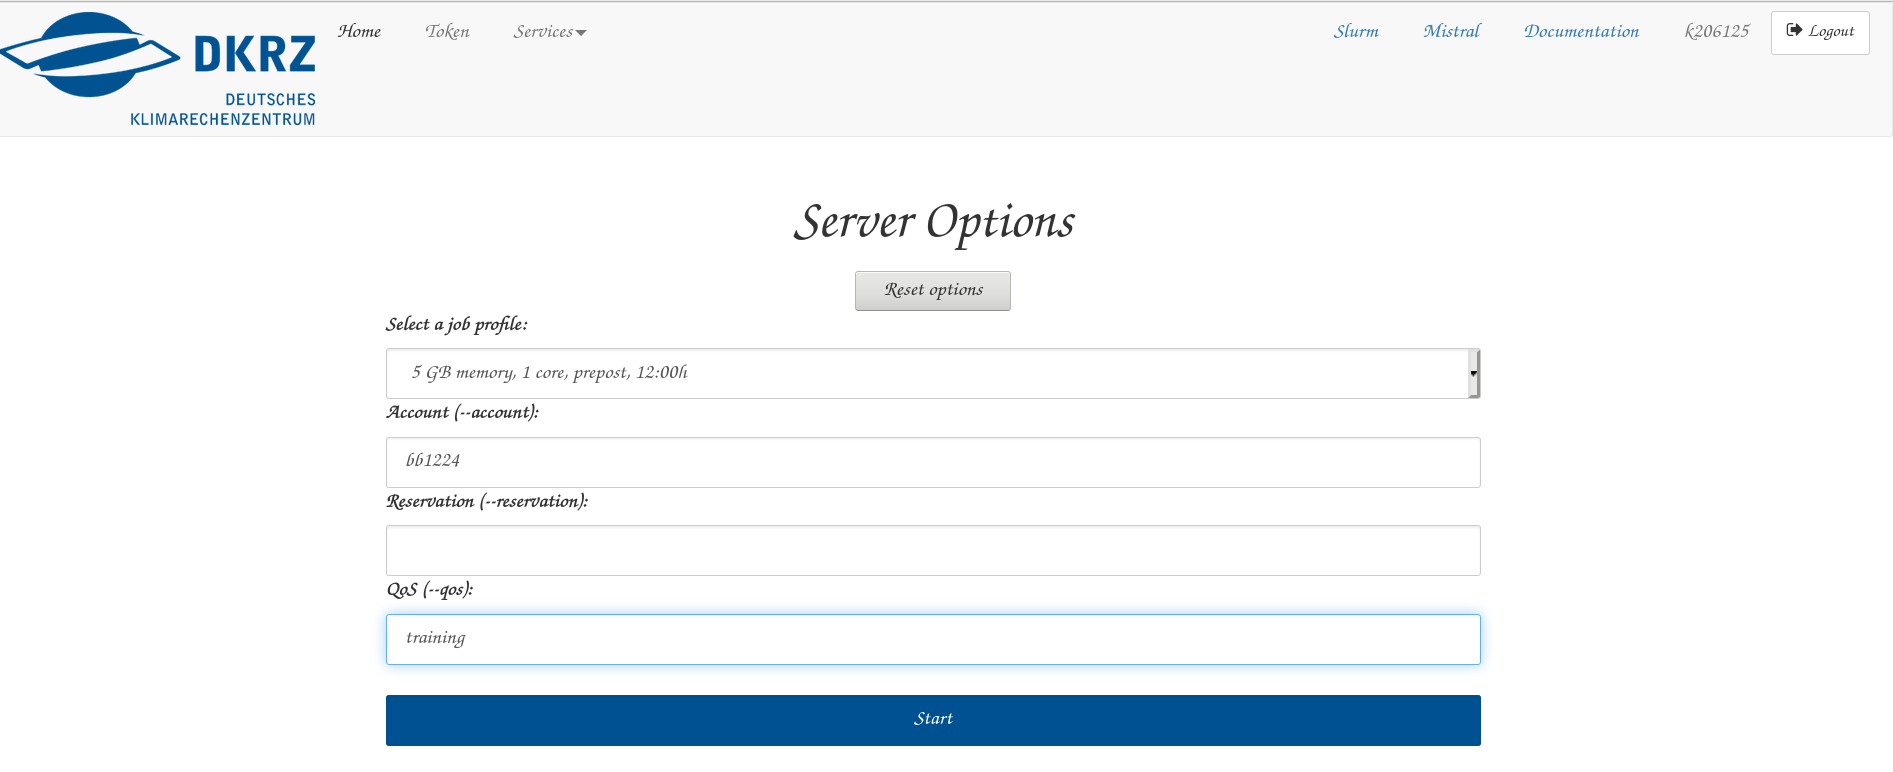 Home Token Services Slurm Mistral Documentation k206125 Logout
DKRZ
DEUTSCHES
KLIMARECHENZENTRUM
Server Options
Reset options
Select a job profile:
5 GB memory, 1 core, prepost, 12:00h
Account (--account):
bb1224
Reservation (--reservation):
QoS (--qos):
training
Start